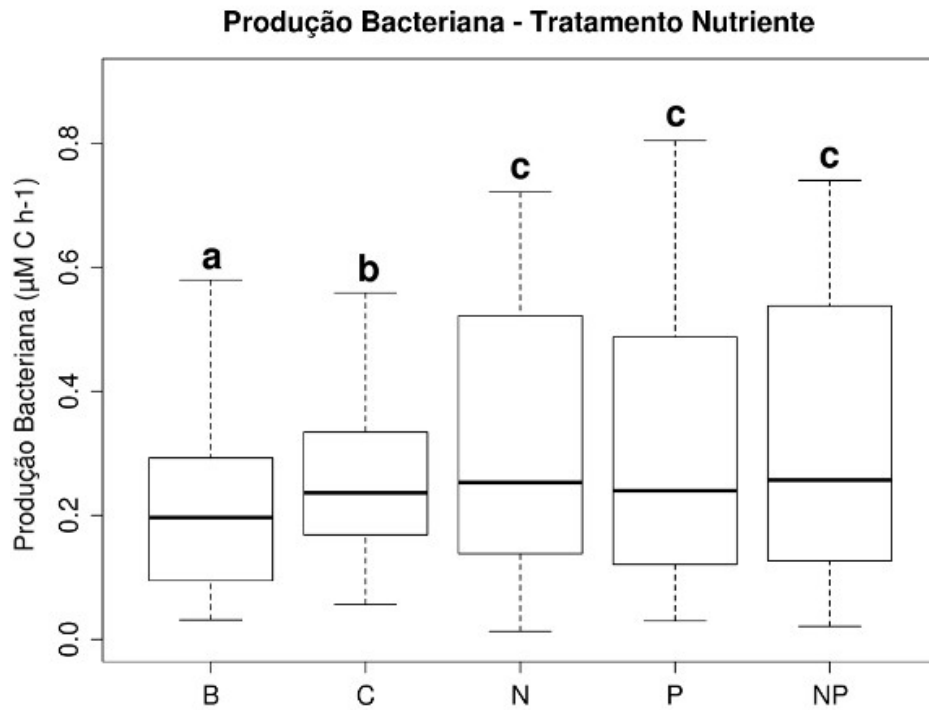 Produção Bacteriana - Tratamento Nutriente
Produção Bacteriana (µM C h-1)
0.8
0.6
0.4
0.2
0.0
a
b
c
c
c
B
C
N
P
NP